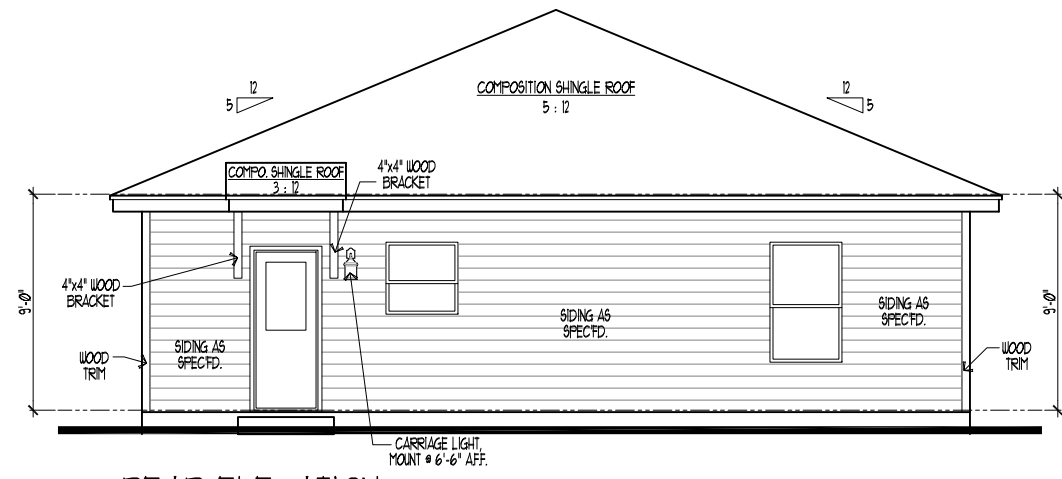 12
5
COMPOSITION SHINGLE ROOF
5 : 12
12
5
4"x4" WOOD
BRACKET
COMPO. SHINGLE ROOF
3 : 12
4"x4" WOOD
BRACKET
9'-0"
9'-0"
SIDING AS
SPEC'FD.
SIDING AS
SPEC'FD.
SIDING AS
SPEC'FD.
WOOD
TRIM
WOOD
TRIM
CARRIAGE LIGHT,
MOUNT @ 6'-6" A.F.F.